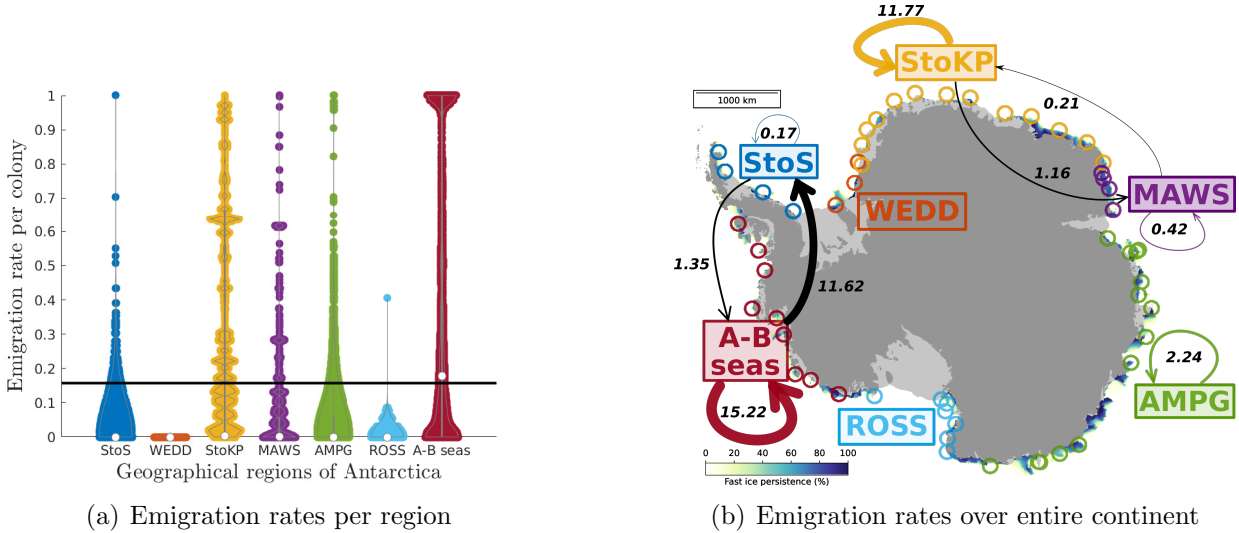 Emigration rate per colony
1
0.9
0.8
0.7
0.6
0.5
0.4
0.3
0.2
0.1
0
StoS WEDD StoKP MAWS AMPG ROSS A-B seas
Geographical regions of Antarctica
(a) Emigration rates per region
11.77
StoKP
1000 km
0.17
StoS
0.21
1.16
MAWS
0.42
WEDD
1.35
11.62
A-B
seas
15.22
2.24
AMPG
ROSS
0 20 40 60 80 100
Fast ice persistence (%)
(b) Emigration rates over entire continent